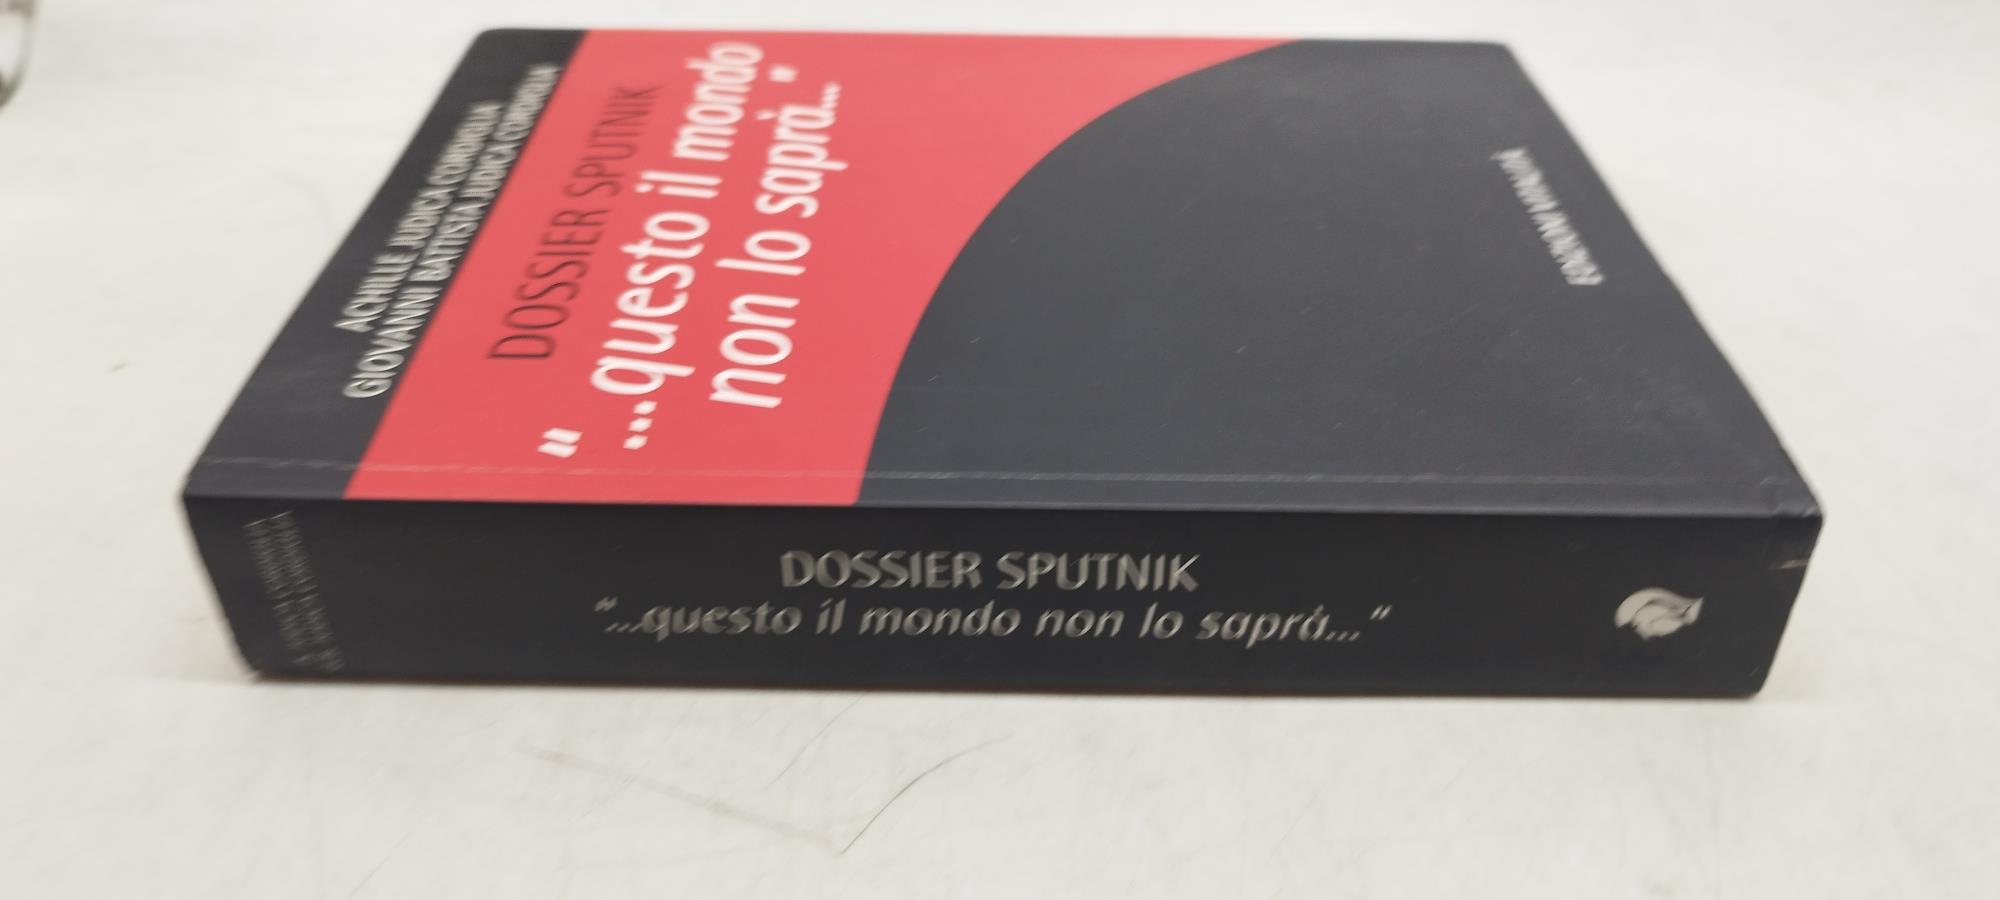 ACHILLE JUDICA CORDIGLIA
GIOVANNI BATTISTA JUDICA CORDIGLIA
DOSSIER SPUTNIK
“...questo il mondo
non lo saprà...”
EDIZIONI
DOSSIER SPUTNIK
“...questo il mondo non lo saprà...”